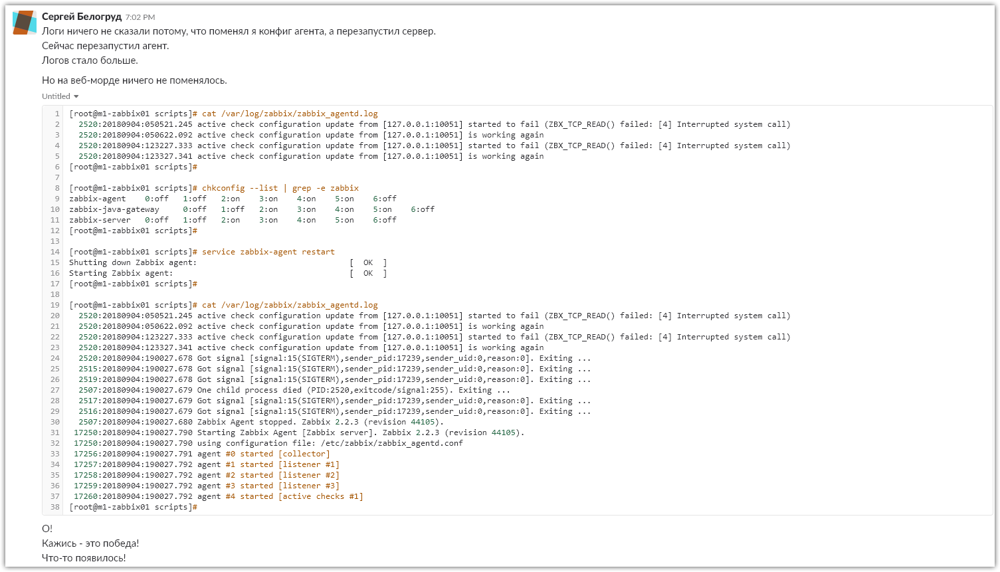 Сергей Белогруд 7:02 PM
Логи ничего не сказали потому, что поменял я конфиг агента, а перезапустил сервер.
Сейчас перезапустил агент.
Логов стало больше.
Но на веб-морде ничего не поменялось.
Untitled
1 [root@m1-zabbix01 scripts]# cat /var/log/zabbix/zabbix_agentd.log
2 2520:20180904:050521.245 active check configuration update from [127.0.0.1:10051] started to fail (ZBX_TCP_READ() failed: [4] Interrupted system call)
3 2520:20180904:050622.092 active check configuration update from [127.0.0.1:10051] is working again
4 2520:20180904:123227.333 active check configuration update from [127.0.0.1:10051] started to fail (ZBX_TCP_READ() failed: [4] Interrupted system call)
5 2520:20180904:123327.341 active check configuration update from [127.0.0.1:10051] is working again
6 [root@m1-zabbix01 scripts]#
7
8 [root@m1-zabbix01 scripts]# chkconfig --list | grep -e zabbix
9 zabbix-agent 0:off 1:off 2:on 3:on 4:on 5:on 6:off
10 zabbix-java-gateway 0:off 1:off 2:on 3:on 4:on 5:on 6:off
11 zabbix-server 0:off 1:off 2:on 3:on 4:on 5:on 6:off
12 [root@m1-zabbix01 scripts]#
13
14 [root@m1-zabbix01 scripts]# service zabbix-agent restart
15 Shutting down Zabbix agent: [ OK ]
16 Starting Zabbix agent: [ OK ]
17 [root@m1-zabbix01 scripts]#
18
19 [root@m1-zabbix01 scripts]# cat /var/log/zabbix/zabbix_agentd.log
20 2520:20180904:050521.245 active check configuration update from [127.0.0.1:10051] started to fail (ZBX_TCP_READ() failed: [4] Interrupted system call)
21 2520:20180904:050622.092 active check configuration update from [127.0.0.1:10051] is working again
22 2520:20180904:123227.333 active check configuration update from [127.0.0.1:10051] started to fail (ZBX_TCP_READ() failed: [4] Interrupted system call)
23 2520:20180904:123327.341 active check configuration update from [127.0.0.1:10051] is working again
24 2520:20180904:190027.678 Got signal [signal:15(SIGTERM),sender_pid:17239,sender_uid:0,reason:0]. Exiting ...
25 2515:20180904:190027.678 Got signal [signal:15(SIGTERM),sender_pid:17239,sender_uid:0,reason:0]. Exiting ...
26 2519:20180904:190027.678 Got signal [signal:15(SIGTERM),sender_pid:17239,sender_uid:0,reason:0]. Exiting ...
27 2507:20180904:190027.679 One child process died (PID:2520,exitcode/signal:255). Exiting ...
28 2517:20180904:190027.679 Got signal [signal:15(SIGTERM),sender_pid:17239,sender_uid:0,reason:0]. Exiting ...
29 2516:20180904:190027.679 Got signal [signal:15(SIGTERM),sender_pid:17239,sender_uid:0,reason:0]. Exiting ...
30 2507:20180904:190027.680 Zabbix Agent stopped. Zabbix 2.2.3 (revision 44105).
31 17250:20180904:190027.790 Starting Zabbix Agent [Zabbix server]. Zabbix 2.2.3 (revision 44105).
32 17250:20180904:190027.790 using configuration file: /etc/zabbix/zabbix_agentd.conf
33 17256:20180904:190027.791 agent #0 started [collector]
34 17257:20180904:190027.792 agent #1 started [listener #1]
35 17258:20180904:190027.792 agent #2 started [listener #2]
36 17259:20180904:190027.792 agent #3 started [listener #3]
37 17260:20180904:190027.792 agent #4 started [active checks #1]
38 [root@m1-zabbix01 scripts]#
О!
Кажись - это победа!
Что-то появилось!